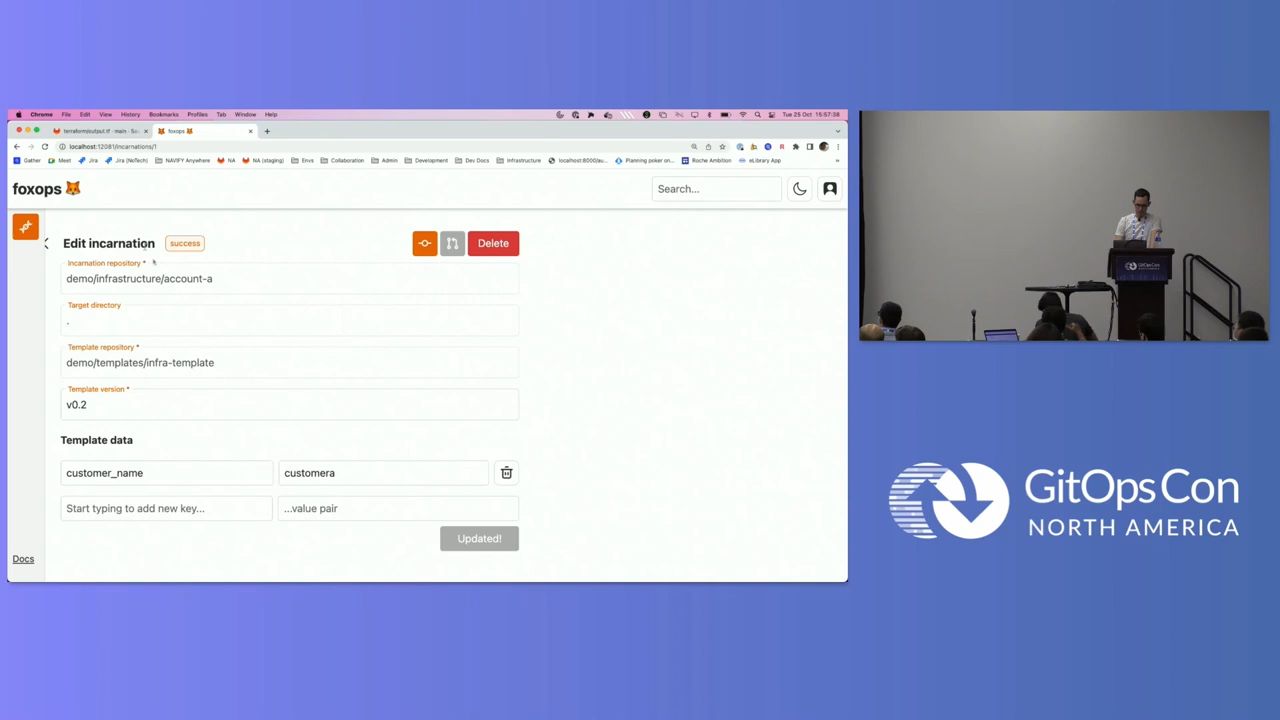 Chrome File Edit View History Bookmarks Profiles Tab Window Help
Tue 25 Oct 15:57:38
foxops
localhost:12081/incarnations/1
Gather Meet Jira Jira (NoTech) NAVIFY Anywhere NA NA (staging) Envs Collaboration Admin Development Dev Docs Infrastructure localhost:8000/au... Planning poker on... Roche Ambition eLibrary App
foxops
Search...
Edit incarnation
success
Delete
Incarnation repository *
demo/infrastructure/account-a
Target directory
.
Template repository *
demo/templates/infra-template
Template version *
v0.2
Template data
customer_name customera
Start typing to add new key... ...value pair
Updated!
Docs
GitOpsCon
NORTH AMERICA